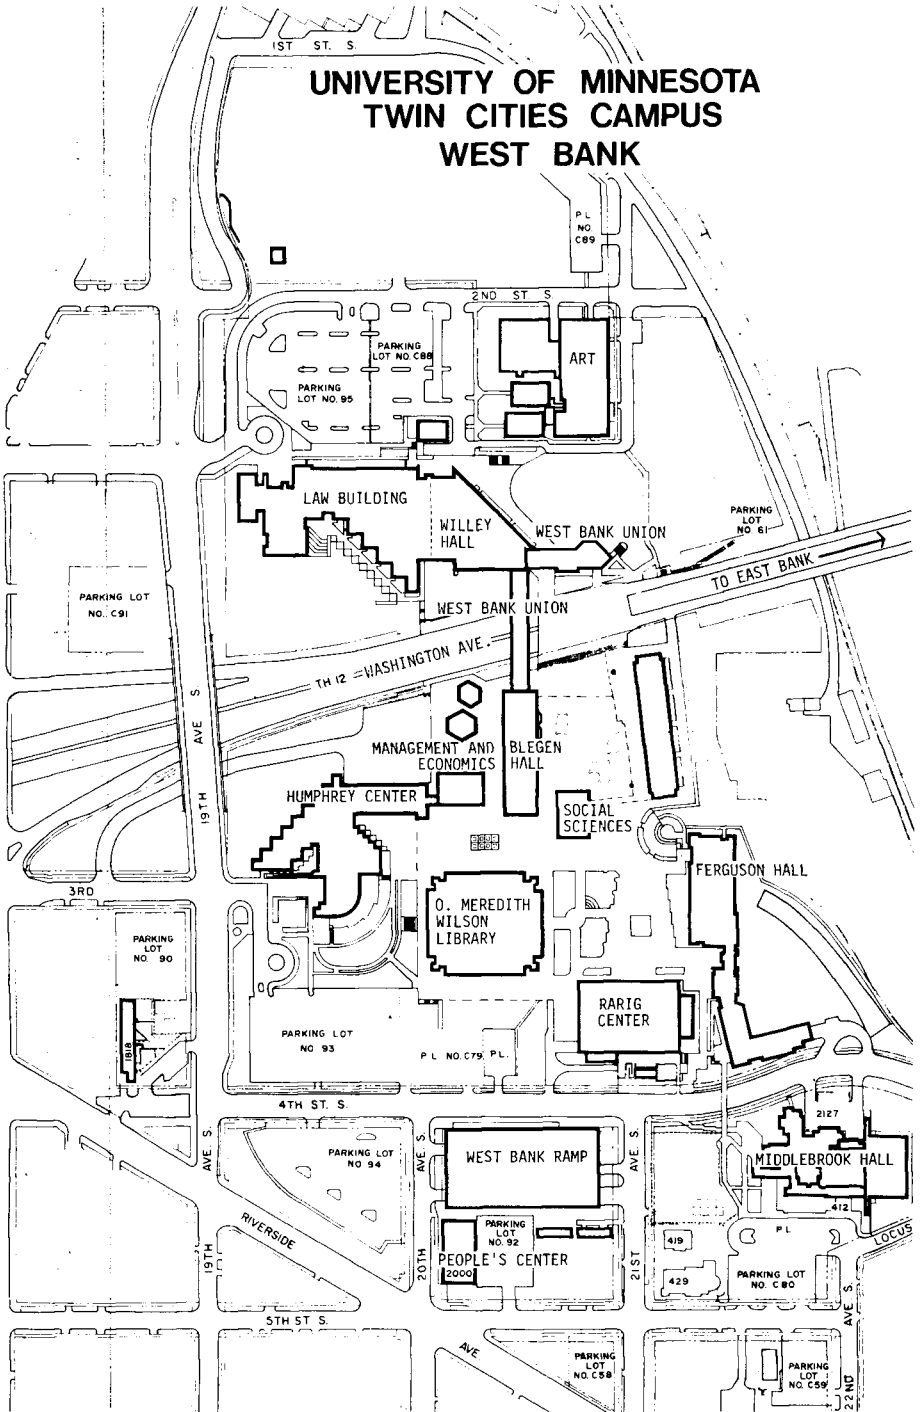 1ST ST. S.
UNIVERSITY OF MINNESOTA
TWIN CITIES CAMPUS
WEST BANK
P L
NO.
C89
2ND ST S.
PARKING
LOT NO. C88
ART
PARKING
LOT NO. 95
LAW BUILDING
WILLEY
HALL
WEST BANK UNION
PARKING
LOT
NO. 61
TO EAST BANK
PARKING LOT
NO. C91
WEST BANK UNION
TH 12 = WASHINGTON AVE.
19TH AVE S.
MANAGEMENT AND
ECONOMICS
BLEGEN
HALL
HUMPHREY CENTER
SOCIAL
SCIENCES
FERGUSON HALL
3RD
O. MEREDITH
WILSON
LIBRARY
PARKING
LOT
NO. 90
RARIG
CENTER
1818
PARKING LOT
NO 93
P L NO. C79
P L.
4TH ST. S.
2127
19TH AVE S.
PARKING LOT
NO 94
20TH AVE S.
WEST BANK RAMP
21ST AVE S.
MIDDLEBROOK HALL
412
RIVERSIDE
PARKING
LOT
NO. 92
P L
LOCUS
419
PEOPLE'S CENTER
2000
429
PARKING LOT
NO. C80
5TH ST S.
22ND AVE S.
AVE
PARKING
LOT
NO. C58
PARKING
LOT
NO. C59